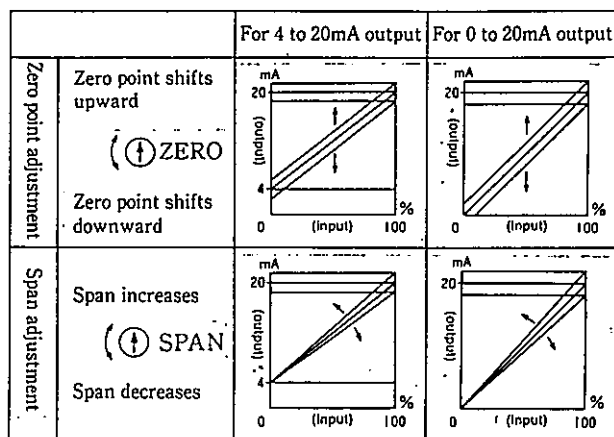 For 4 to 20mA output
For 0 to 20mA output
Zero point adjustment
Zero point shifts
upward
ZERO
Zero point shifts
downward
mA
20
(output)
4
0
(input)
100
%
mA
20
(output)
0
(input)
100
%
Span adjustment
Span increases
SPAN
Span decreases
mA
20
(output)
4
0
(input)
100
%
mA
20
(output)
0
(input)
100
%